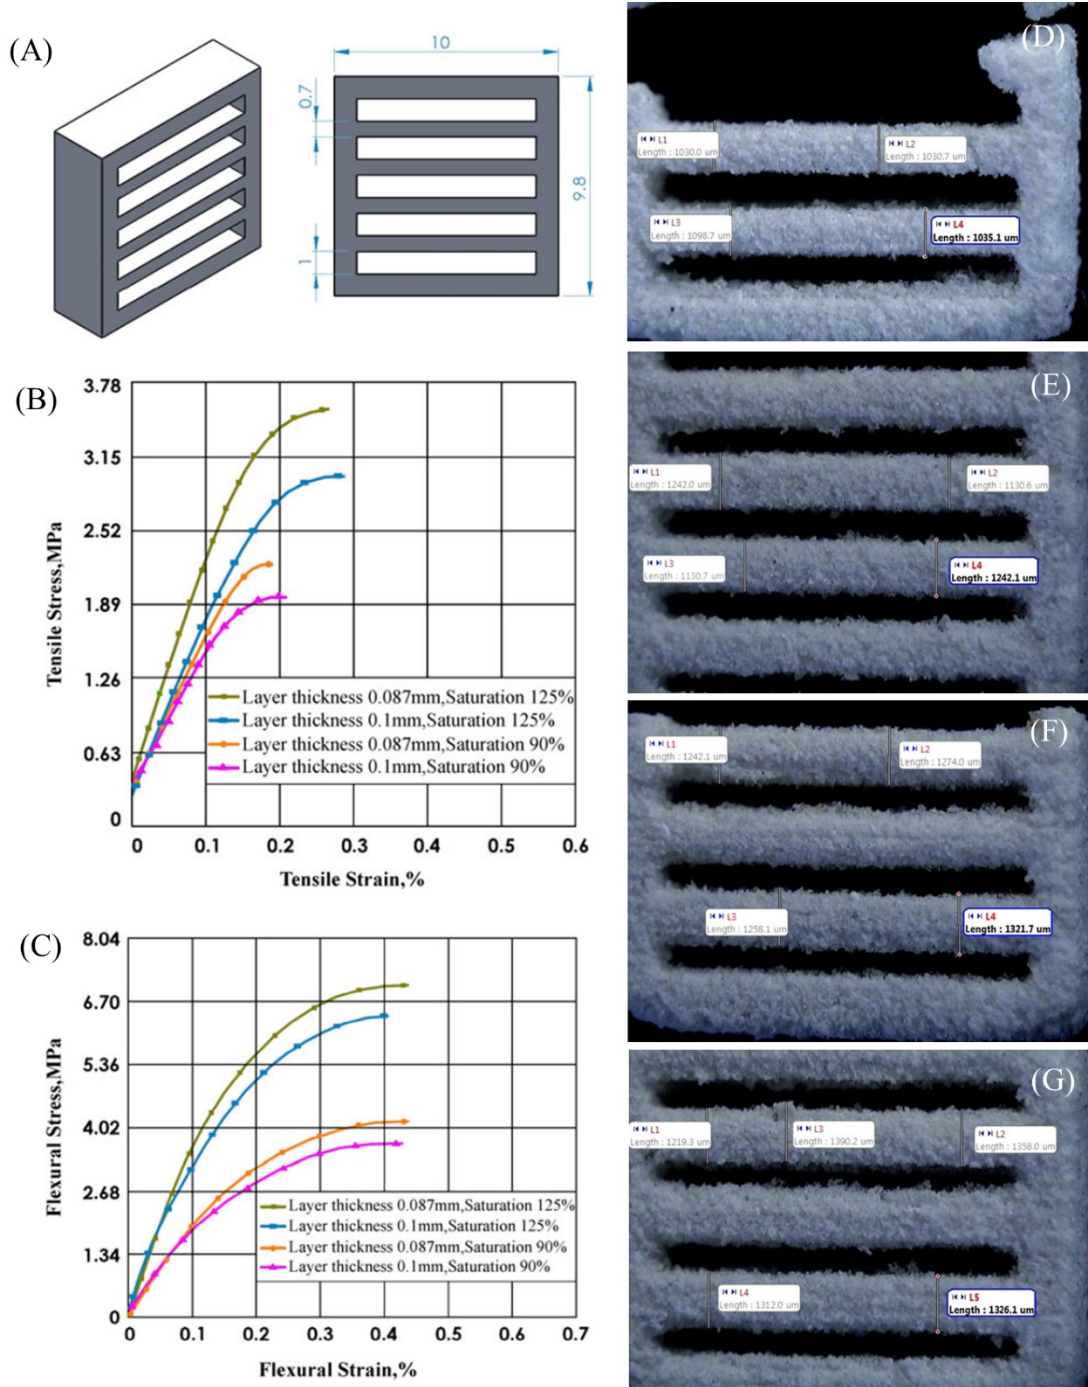 (A)
10
0.7
9.8
1
(B)
3.78
3.15
2.52
1.89
1.26
0.63
0
Tensile Stress,MPa
Layer thickness 0.087mm,Saturation 125%
Layer thickness 0.1mm,Saturation 125%
Layer thickness 0.087mm,Saturation 90%
Layer thickness 0.1mm,Saturation 90%
0 0.1 0.2 0.3 0.4 0.5 0.6
Tensile Strain,%
(C)
8.04
6.70
5.36
4.02
2.68
1.34
0
Flexural Stress,MPa
Layer thickness 0.087mm,Saturation 125%
Layer thickness 0.1mm,Saturation 125%
Layer thickness 0.087mm,Saturation 90%
Layer thickness 0.1mm,Saturation 90%
0 0.1 0.2 0.3 0.4 0.5 0.6 0.7
Flexural Strain,%
(D)
L1
Length : 1030.0 um
L2
Length : 1030.7 um
L3
Length : 1098.7 um
L4
Length : 1035.1 um
(E)
L1
Length : 1242.0 um
L2
Length : 1130.6 um
L3
Length : 1130.7 um
L4
Length : 1242.1 um
(F)
L1
Length : 1242.1 um
L2
Length : 1274.0 um
L3
Length : 1258.1 um
L4
Length : 1321.7 um
(G)
L1
Length : 1219.3 um
L3
Length : 1390.2 um
L2
Length : 1358.0 um
L4
Length : 1312.0 um
L5
Length : 1326.1 um